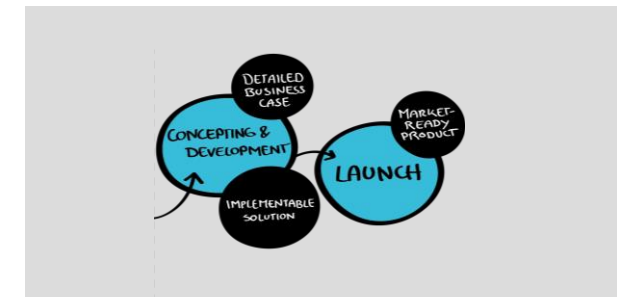 DETAILED
BUSINESS
CASE
CONCEPTING &
DEVELOPMENT
IMPLEMENTABLE
SOLUTION
MARKET-
READY
PRODUCT
LAUNCH